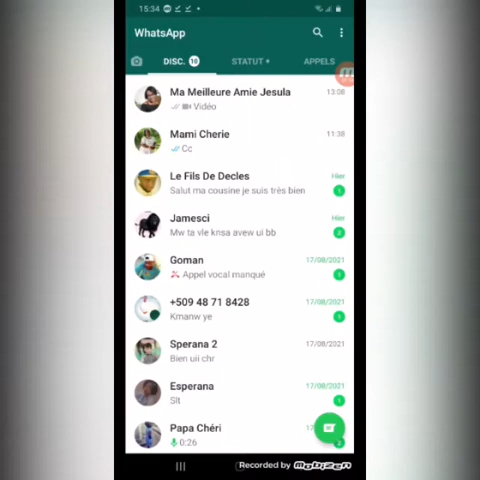 15:34
WhatsApp
DISC. 10 STATUT APPELS
Ma Meilleure Amie Jesula 13:08
Vidéo
Mami Cherie 11:38
Cc
Le Fils De Decles Hier
Salut ma cousine je suis très bien 1
Jamesci Hier
Mw ta vle knsa avew ui bb 2
Goman 17/08/2021
Appel vocal manqué 1
+509 48 71 8428 17/08/2021
Kmanw ye 1
Sperana 2 17/08/2021
Bien uii chr
Esperana 17/08/2021
Slt 1
Papa Chéri
0:26 2
Recorded by Mobizen